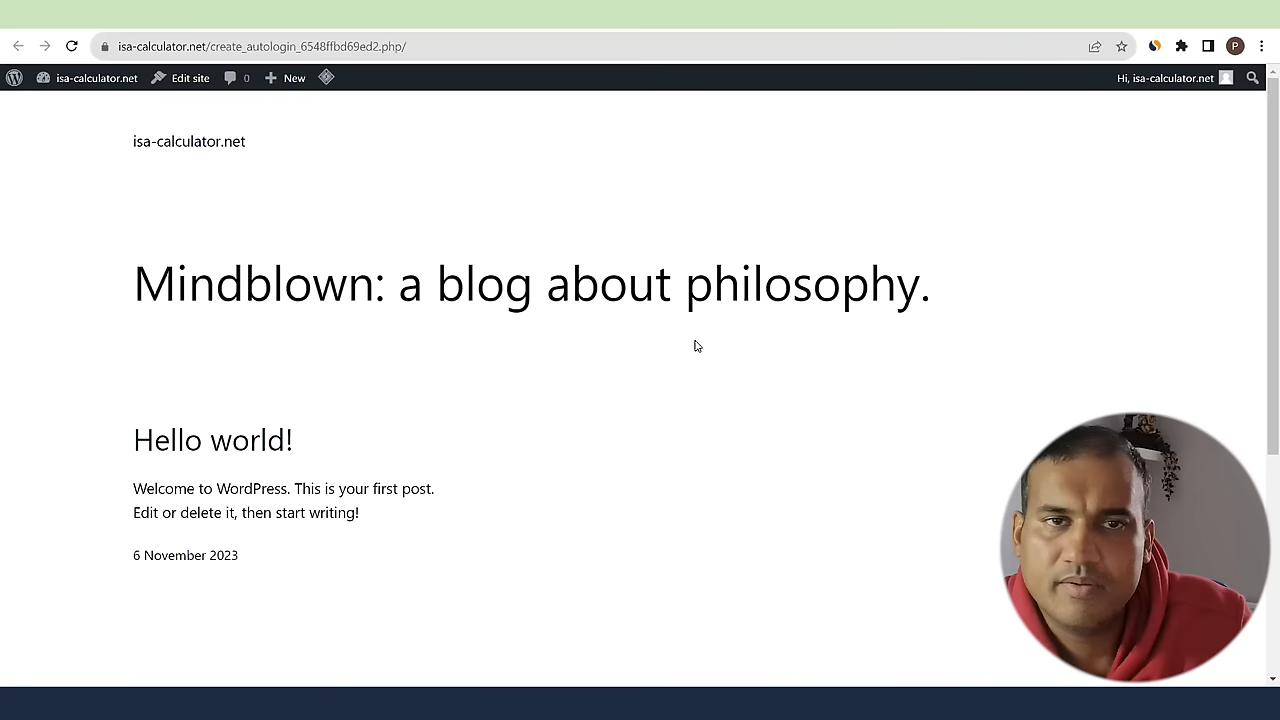 isa-calculator.net/create_autologin_6548ffbd69ed2.php/
P
isa-calculator.net
Edit site
0
New
Hi, isa-calculator.net
isa-calculator.net
Mindblown: a blog about philosophy.
Hello world!
Welcome to WordPress. This is your first post.
Edit or delete it, then start writing!
6 November 2023